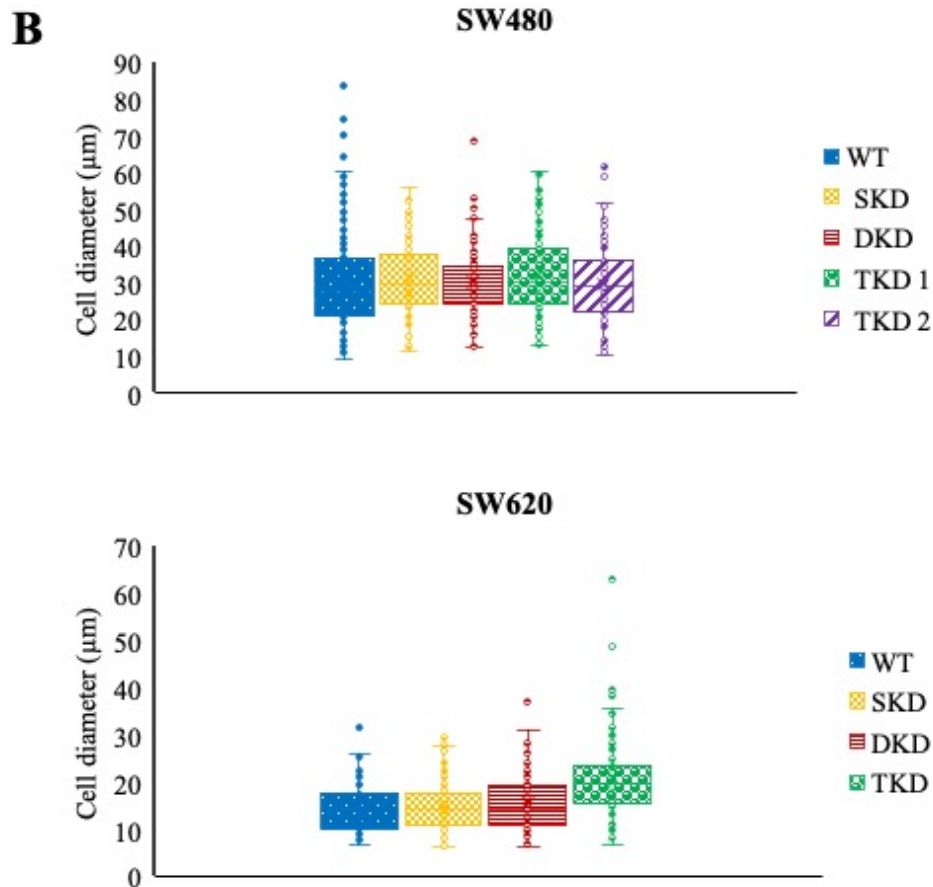 B
SW480
90
80
70
60
50
40
30
20
10
0
Cell diameter (μm)
WT
SKD
DKD
TKD 1
TKD 2
SW620
70
60
50
40
30
20
10
0
Cell diameter (μm)
WT
SKD
DKD
TKD